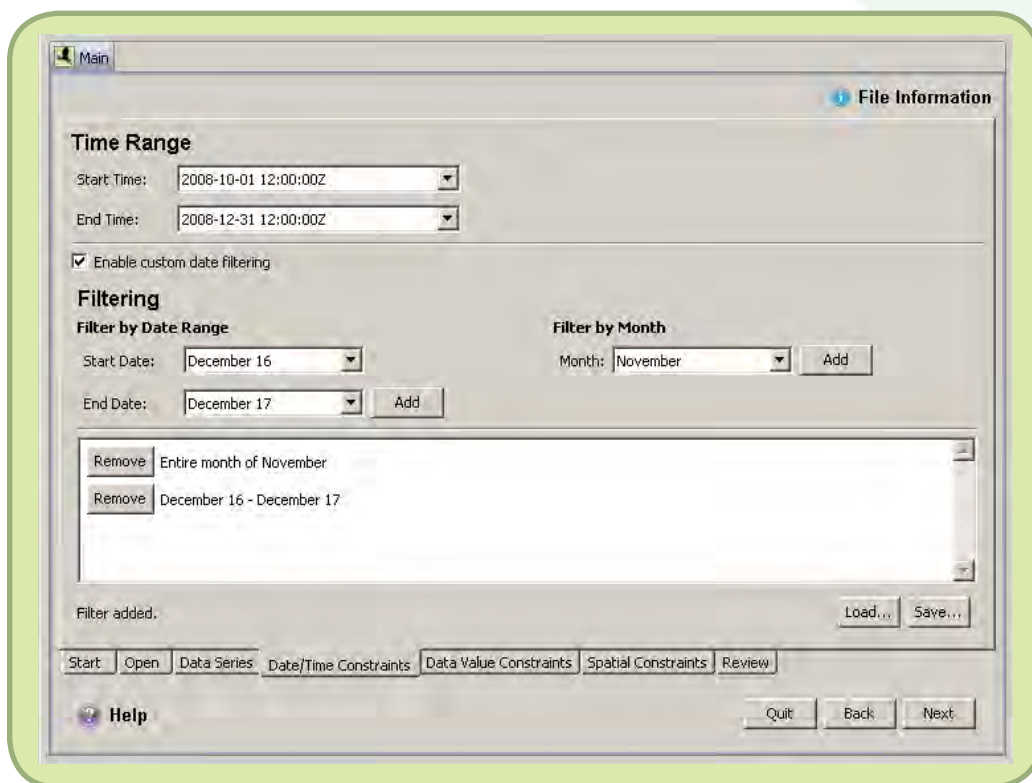 Main
File Information
Time Range
Start Time: 2008-10-01 12:00:00Z
End Time: 2008-12-31 12:00:00Z
Enable custom date filtering
Filtering
Filter by Date Range
Start Date: December 16
End Date: December 17 Add
Filter by Month
Month: November Add
Remove Entire month of November
Remove December 16 - December 17
Filter added.
Load... Save...
Start Open Data Series Date/Time Constraints Data Value Constraints Spatial Constraints Review
Help
Quit Back Next